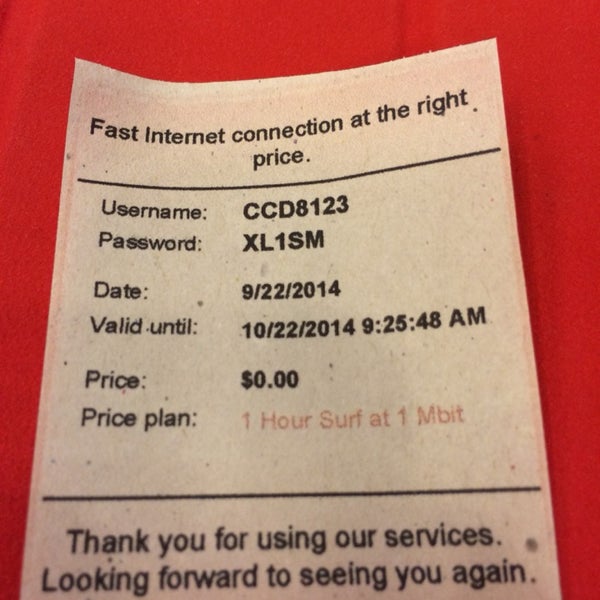 Fast Internet connection at the right
price.
Username: CCD8123
Password: XL1SM
Date: 9/22/2014
Valid until: 10/22/2014 9:25:48 AM
Price: $0.00
Price plan: 1 Hour Surf at 1 Mbit
Thank you for using our services.
Looking forward to seeing you again.